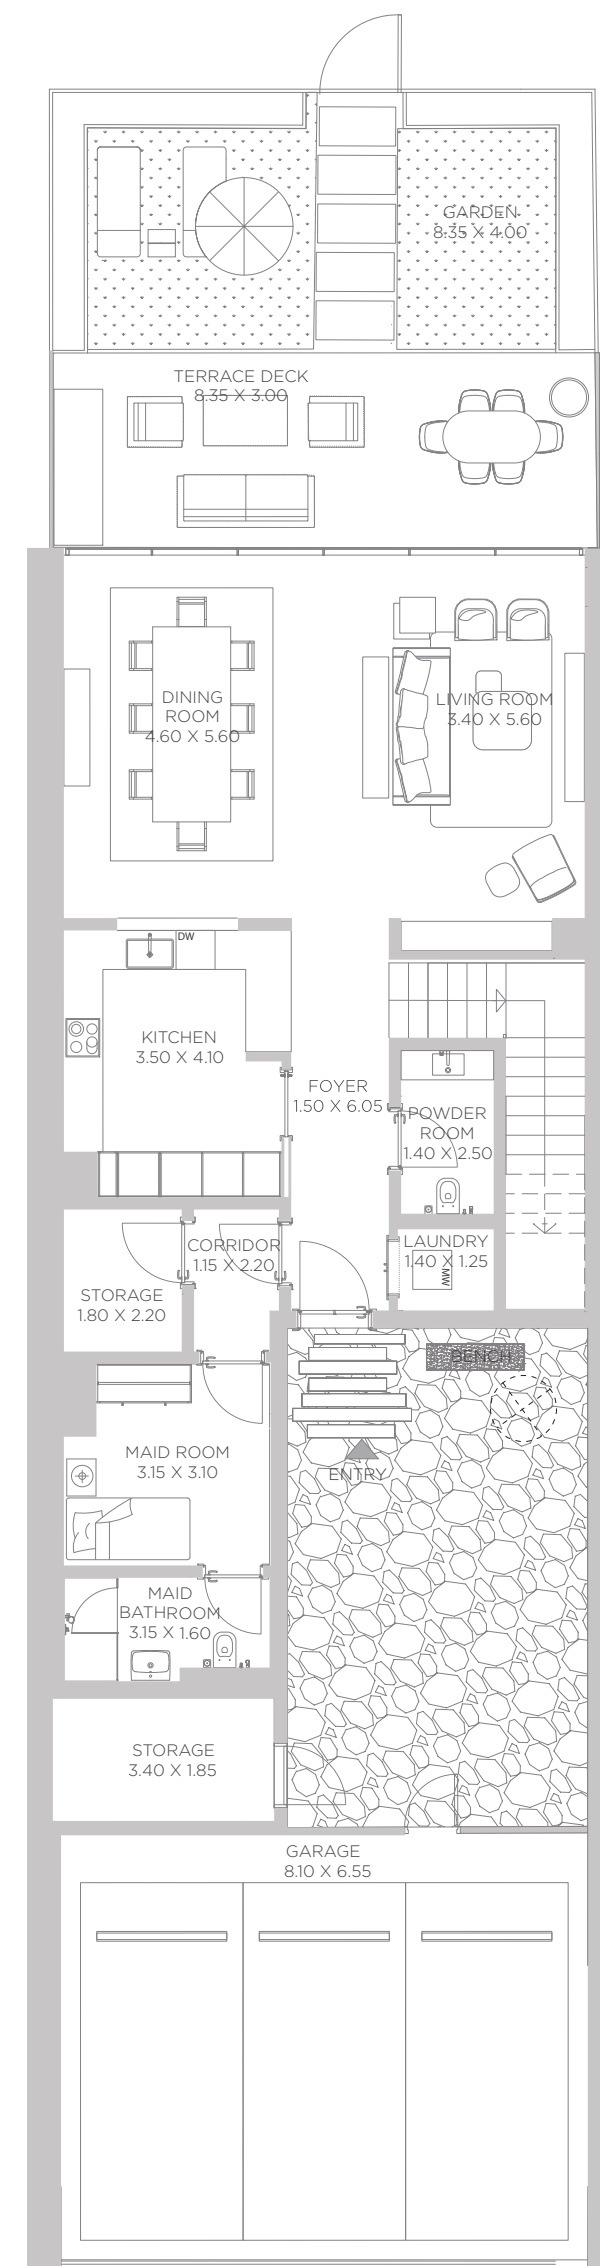 GARDEN
8.35 X 4.00
TERRACE DECK
8.35 X 3.00
DINING
ROOM
4.60 X 5.60
LIVING ROOM
3.40 X 5.60
DW
KITCHEN
3.50 X 4.10
FOYER
1.50 X 6.05
POWDER
ROOM
1.40 X 2.50
CORRIDOR
1.15 X 2.20
LAUNDRY
1.40 X 1.25
MW
STORAGE
1.80 X 2.20
BENCH
MAID ROOM
3.15 X 3.10
ENTRY
MAID
BATHROOM
3.15 X 1.60
STORAGE
3.40 X 1.85
GARAGE
8.10 X 6.55